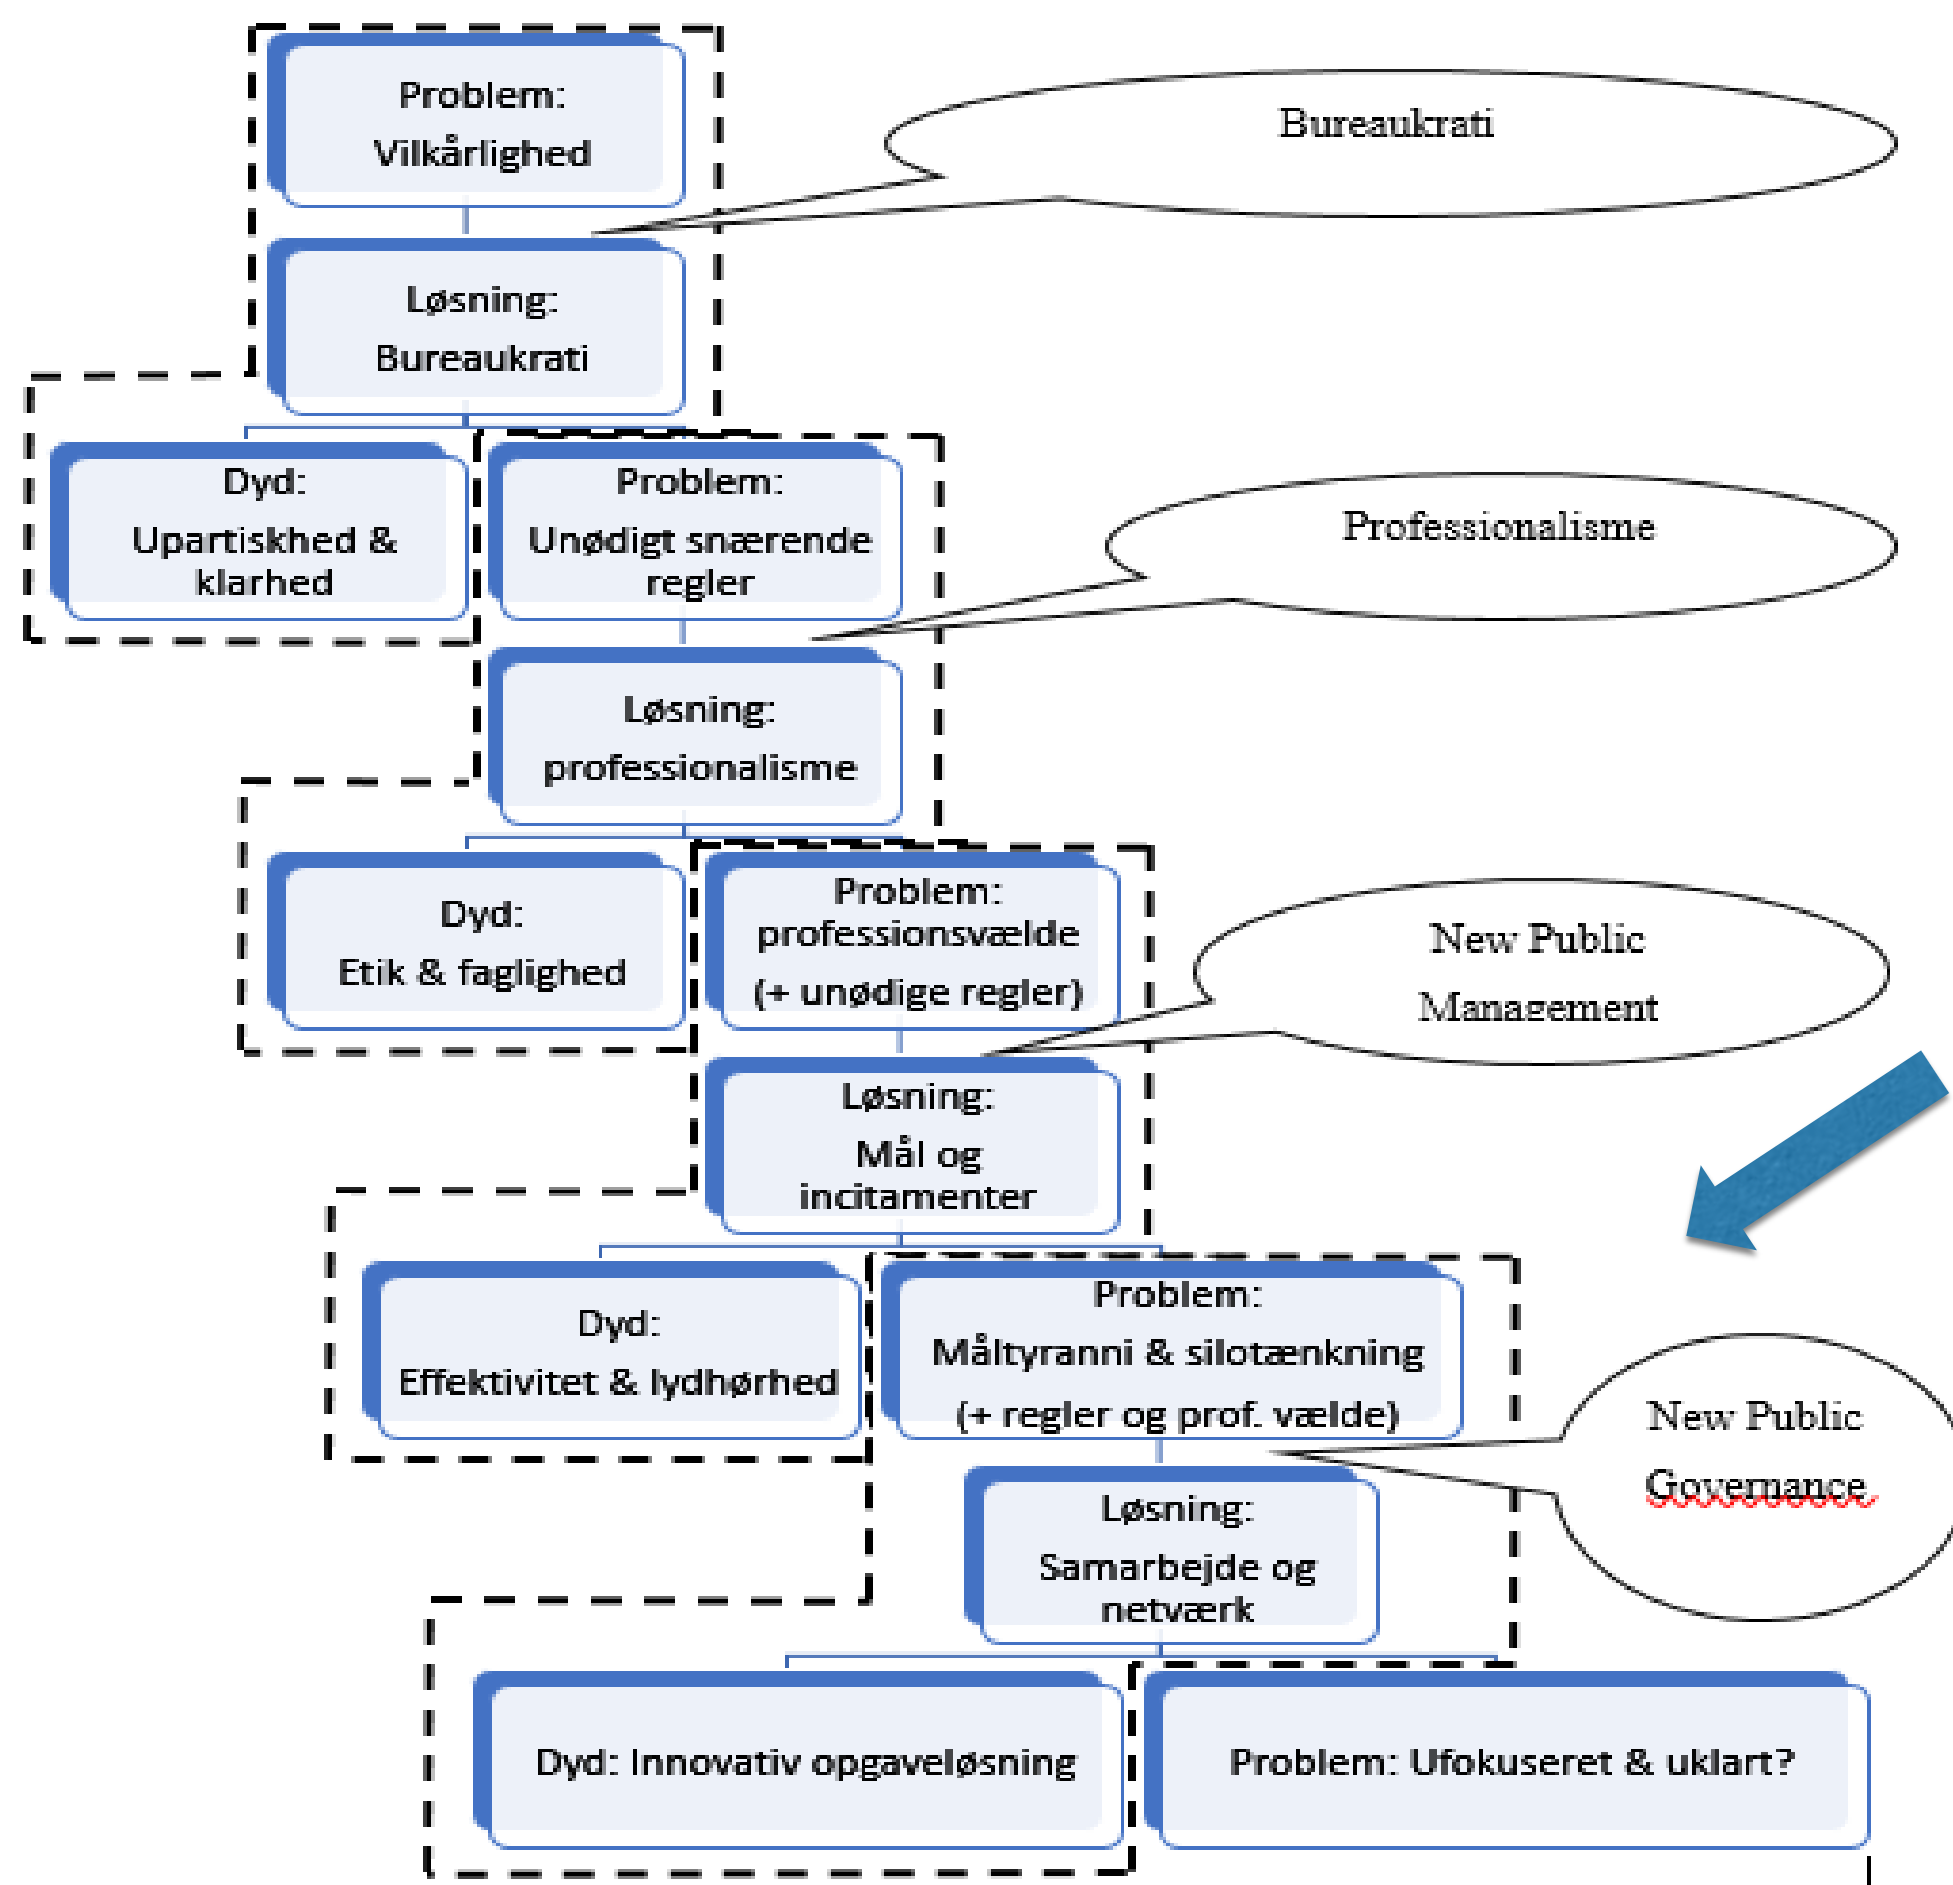 Problem:
Vilkårlighed
Bureaukrati
Løsning:
Bureaukrati
Dyd:
Upartiskhed &
klarhed
Problem:
Unødigt snærende
regler
Professionalisme
Løsning:
professionalisme
Dyd:
Etik & faglighed
Problem:
professionsvælde
(+ unødige regler)
New Public
Management
Løsning:
Mål og
incitamenter
Dyd:
Effektivitet & lydhørhed
Problem:
Måltyranni & silotænkning
(+ regler og prof. vælde)
New Public
Governance
Løsning:
Samarbejde og
netværk
Dyd: Innovativ opgaveløsning
Problem: Ufokuseret & uklart?